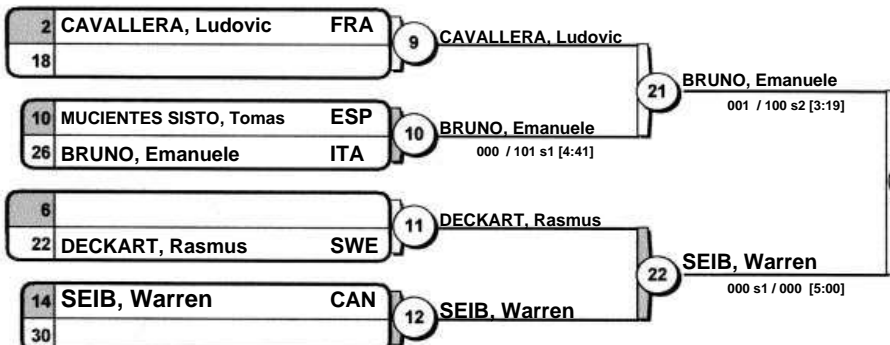 2 CAVALLERA, Ludovic FRA
18
9 CAVALLERA, Ludovic
10 MUCIENTES SISTO, Tomas ESP
26 BRUNO, Emanuele ITA
10 BRUNO, Emanuele
000 / 101 s1 [4:41]
21 BRUNO, Emanuele
001 / 100 s2 [3:19]
6
22 DECKART, Rasmus SWE
11 DECKART, Rasmus
14 SEIB, Warren CAN
30
12 SEIB, Warren
22 SEIB, Warren
000 s1 / 000 [5:00]